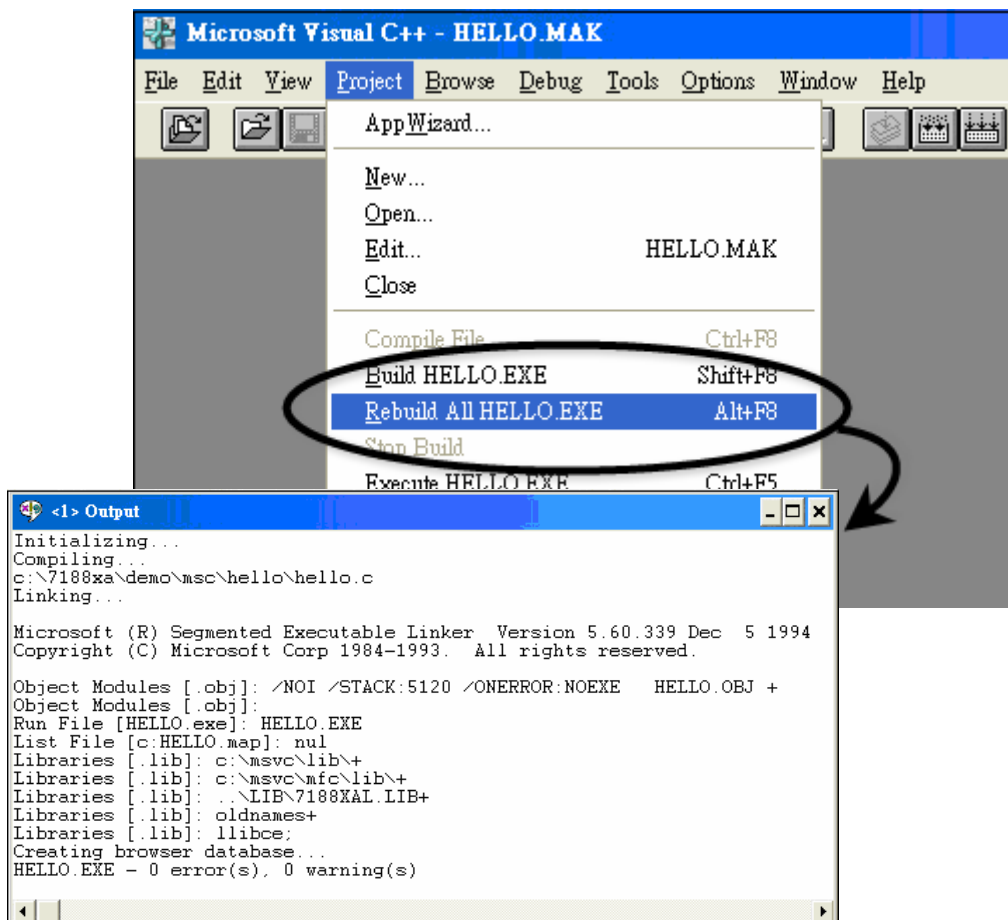 Microsoft Visual C++ - HELLO.MAK
File Edit View Project Browse Debug Tools Options Window Help
AppWizard...
New...
Open...
Edit... HELLO.MAK
Close
Compile File Ctrl+F8
Build HELLO.EXE Shift+F8
Rebuild All HELLO.EXE Alt+F8
Stop Build
Execute HELLO.EXE Ctrl+F5
<1> Output
Initializing...
Compiling...
c:\7188xa\demo\msc\hello\hello.c
Linking...
Microsoft (R) Segmented Executable Linker Version 5.60.339 Dec 5 1994
Copyright (C) Microsoft Corp 1984-1993. All rights reserved.
Object Modules [.obj]: /NOI /STACK:5120 /ONERROR:NOEXE HELLO.OBJ +
Object Modules [.obj]:
Run File [HELLO.exe]: HELLO.EXE
List File [c:HELLO.map]: nul
Libraries [.lib]: c:\msvc\lib\+
Libraries [.lib]: c:\msvc\mfc\lib\+
Libraries [.lib]: ..\LIB\7188XAL.LIB+
Libraries [.lib]: oldnames+
Libraries [.lib]: llibce;
Creating browser database...
HELLO.EXE - 0 error(s), 0 warning(s)